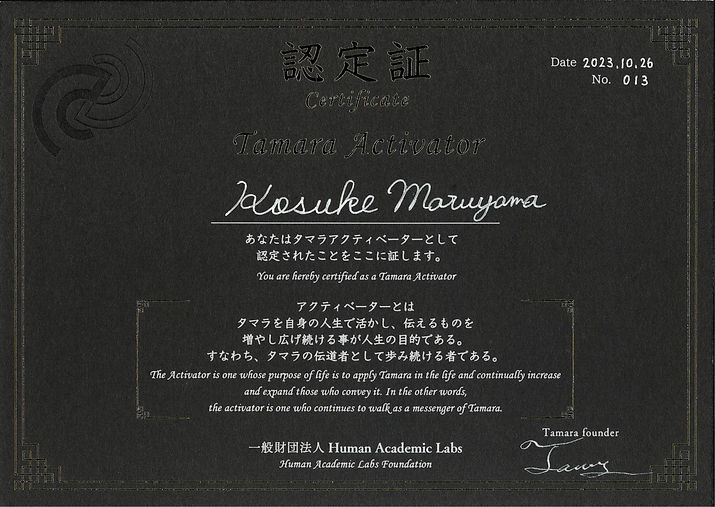 認定証
Date 2023.10.26
No. 013
Certificate
Tamara Activator
Kosuke Maruyama
あなたはタマラアクティベーターとして
認定されたことをここに証します。
You are hereby certified as a Tamara Activator
アクティベーターとは
タマラを自身の人生で活かし、伝えるものを
増やし広げ続ける事が人生の目的である。
すなわち、タマラの伝道者として歩み続ける者である。
The Activator is one whose purpose of life is to apply Tamara in the life and continually increase
and expand those who convey it. In the other words,
the activator is one who continues to walk as a messenger of Tamara.
一般財団法人 Human Academic Labs
Human Academic Labs Foundation
Tamara founder